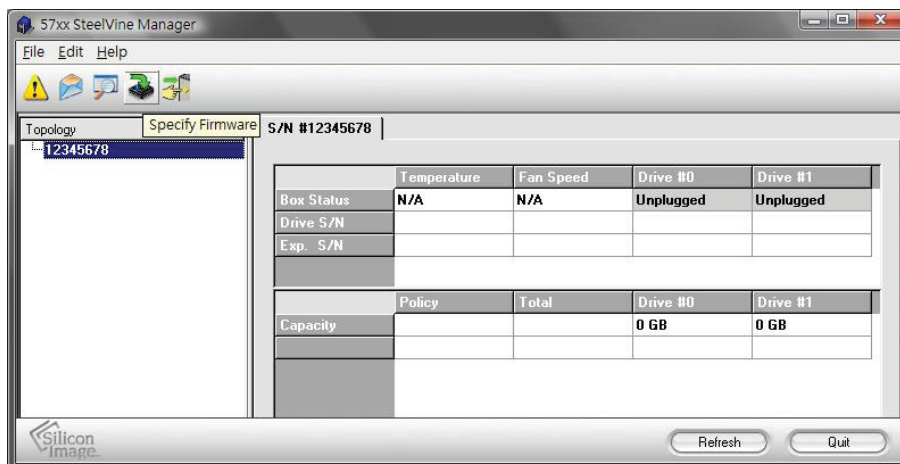 57xx SteelVine Manager
File Edit Help
Specify Firmware
Topology
S/N #12345678
12345678
Temperature Fan Speed Drive #0 Drive #1
Box Status N/A N/A Unplugged Unplugged
Drive S/N
Exp. S/N
Policy Total Drive #0 Drive #1
Capacity 0 GB 0 GB
Silicon Image.
Refresh Quit